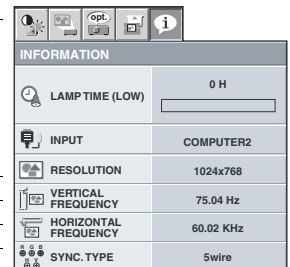 opt.
i
INFORMATION
LAMP TIME (LOW)
0 H
INPUT
COMPUTER2
RESOLUTION
1024x768
VERTICAL
FREQUENCY
75.04 Hz
HORIZONTAL
FREQUENCY
60.02 KHz
R G B
H V
SYNC. TYPE
5wire